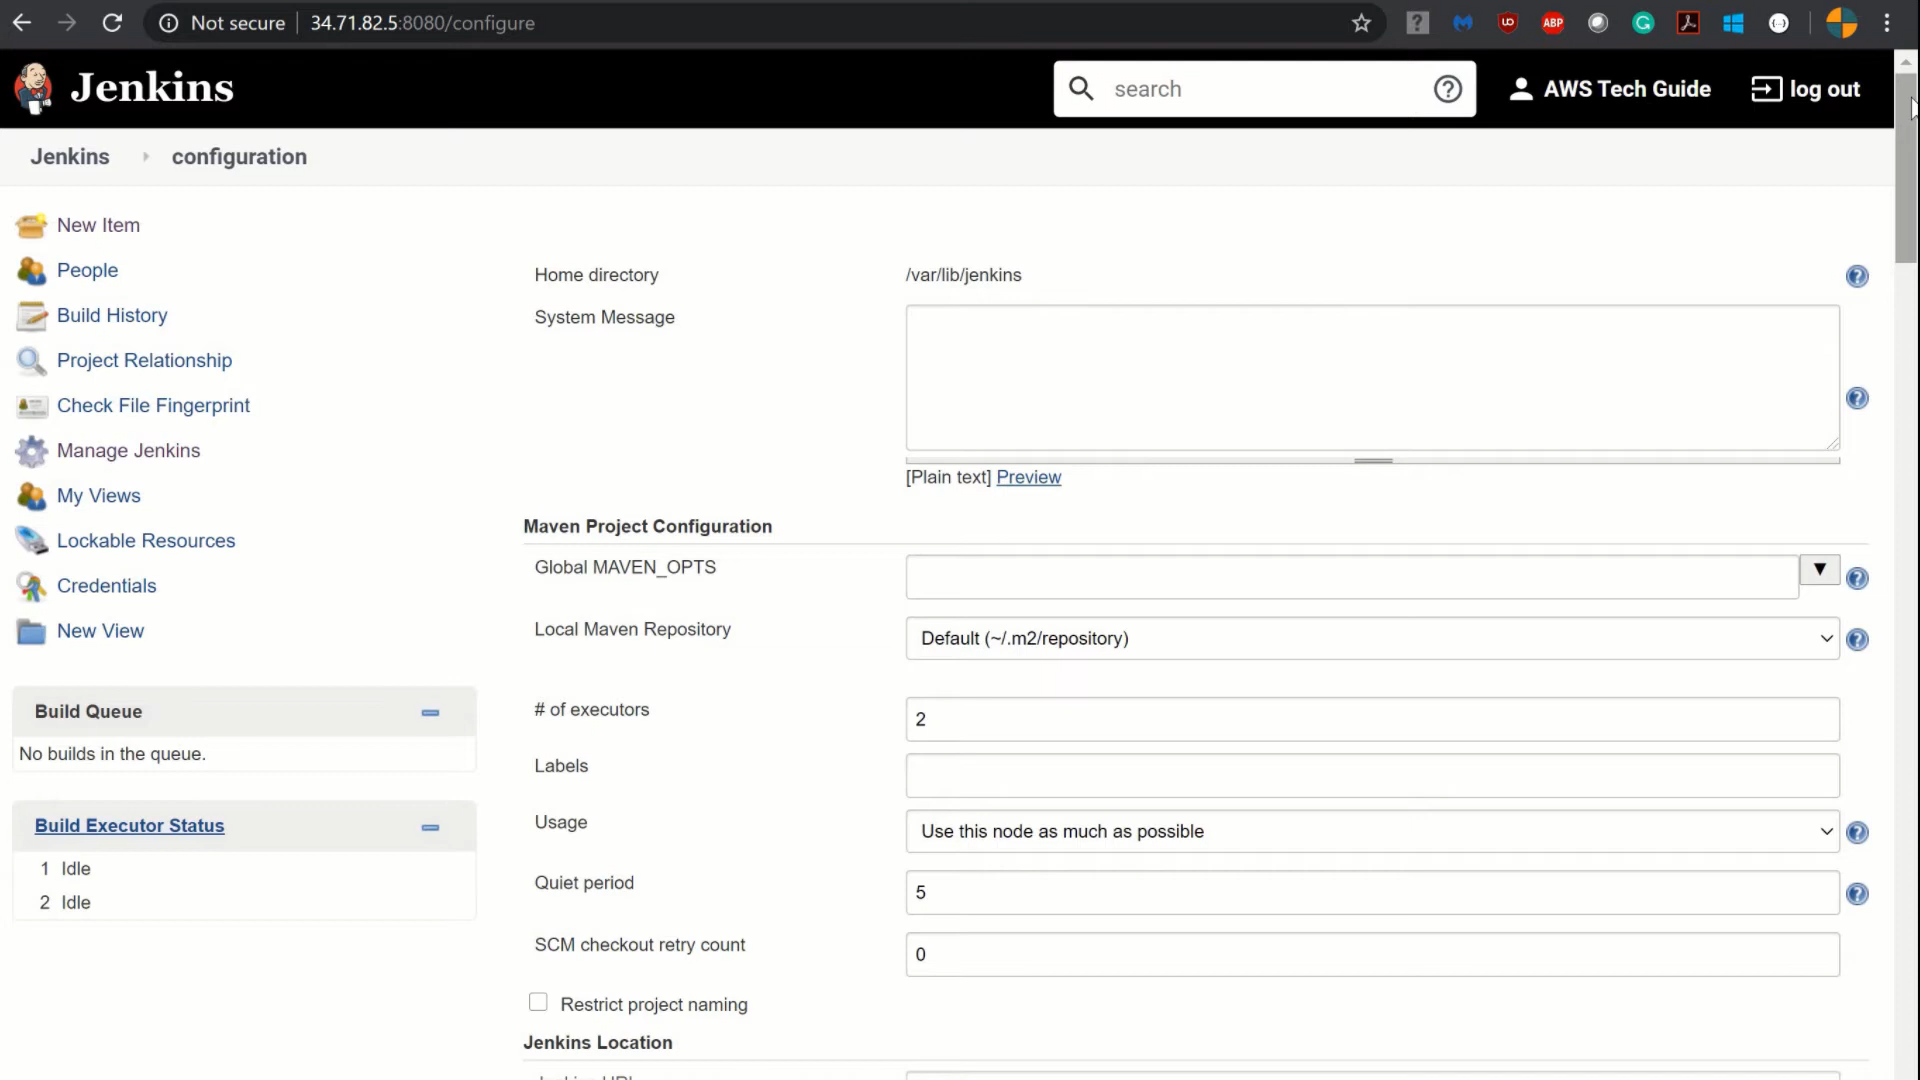 Not secure 34.71.82.5:8080/configure
Jenkins
search
AWS Tech Guide
log out
Jenkins configuration
New Item
People
Build History
Project Relationship
Check File Fingerprint
Manage Jenkins
My Views
Lockable Resources
Credentials
New View
Build Queue
No builds in the queue.
Build Executor Status
1 Idle
2 Idle
Home directory /var/lib/jenkins
System Message
[Plain text] Preview
Maven Project Configuration
Global MAVEN_OPTS
Local Maven Repository Default (~/.m2/repository)
# of executors 2
Labels
Usage Use this node as much as possible
Quiet period 5
SCM checkout retry count 0
Restrict project naming
Jenkins Location